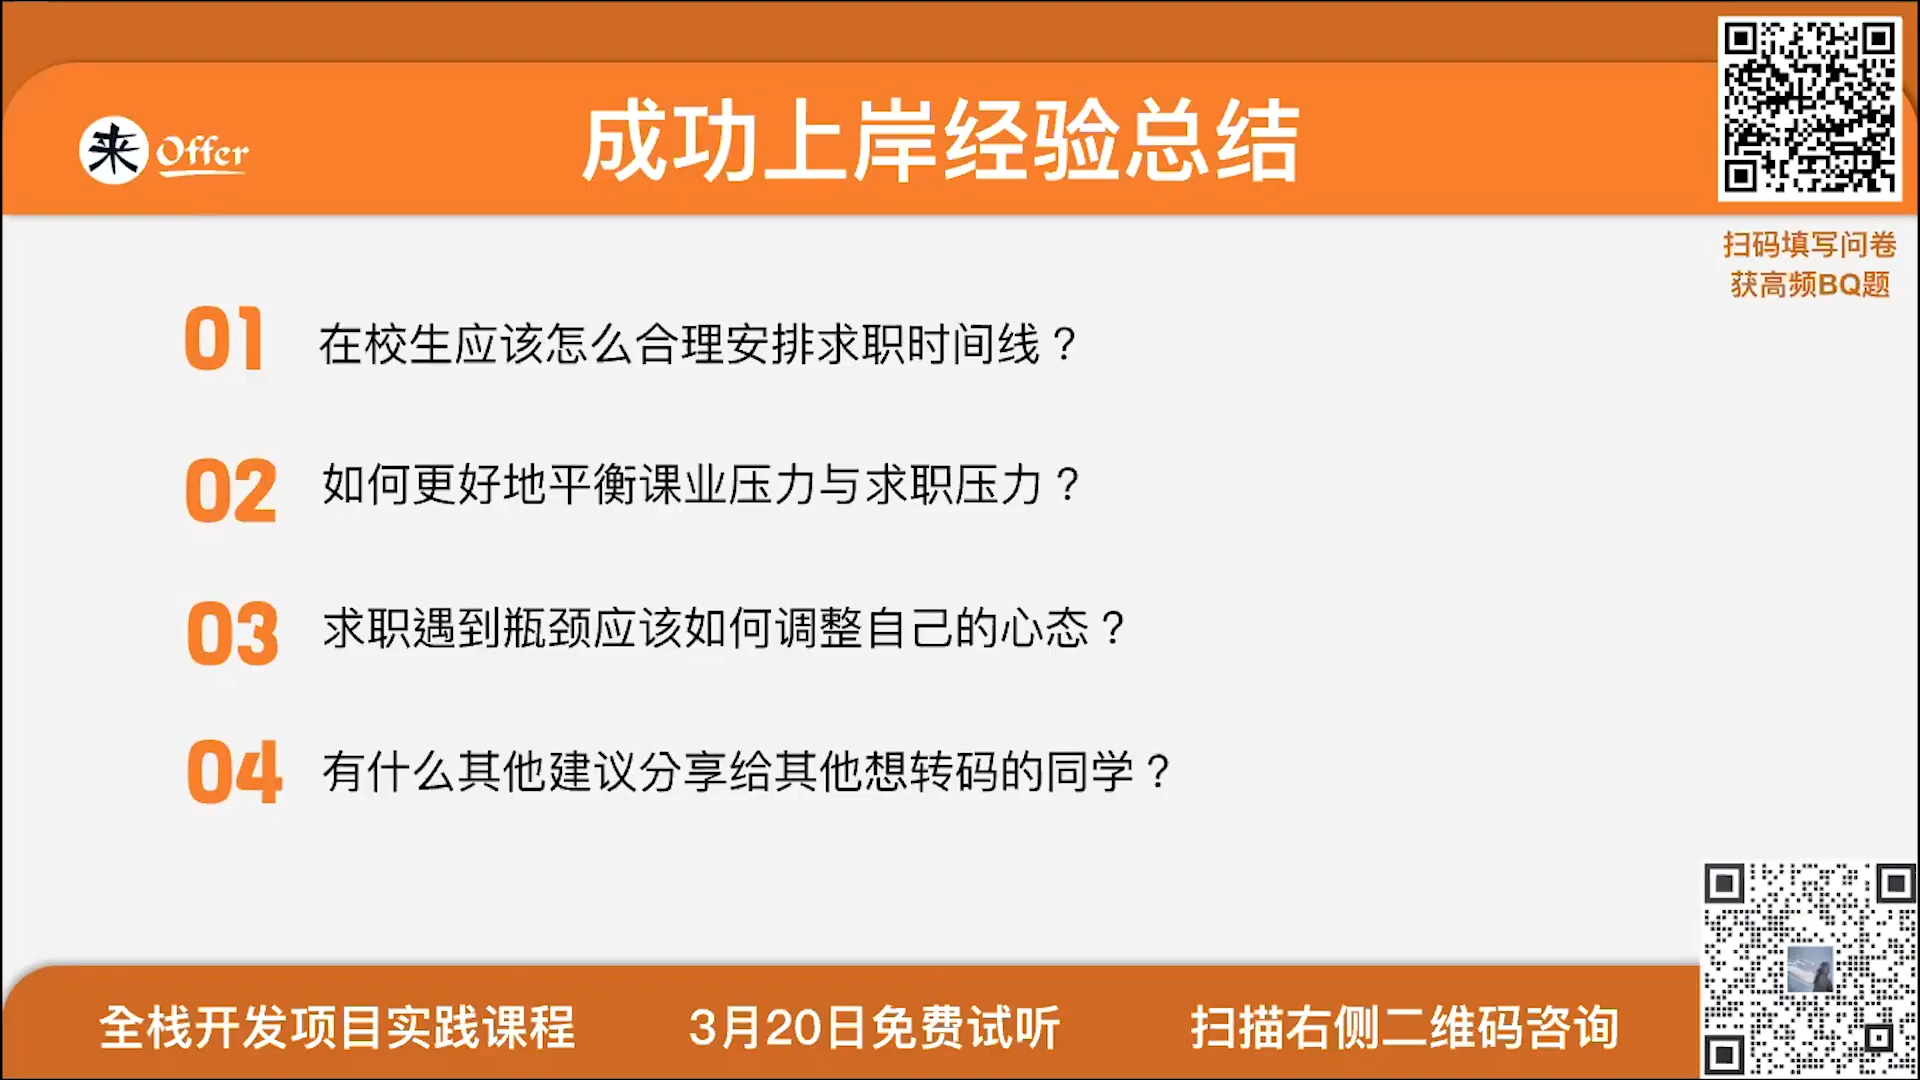 来Offer
成功上岸经验总结
扫码填写问卷
获高频BQ题
01 在校生应该怎么合理安排求职时间线？
02 如何更好地平衡课业压力与求职压力？
03 求职遇到瓶颈应该如何调整自己的心态？
04 有什么其他建议分享给其他想转码的同学？
全栈开发项目实践课程 3月20日免费试听 扫描右侧二维码咨询